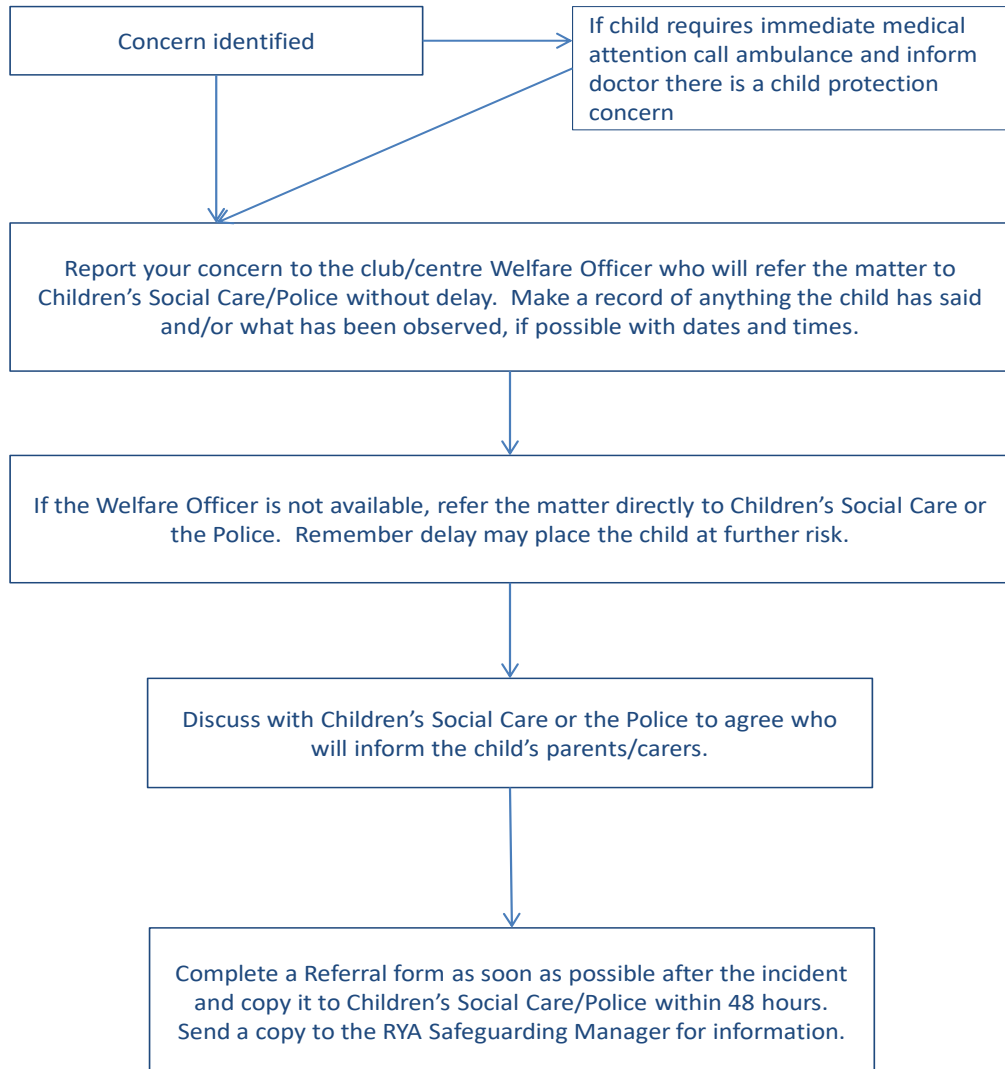 Concern identified
If child requires immediate medical
attention call ambulance and inform
doctor there is a child protection
concern
Report your concern to the club/centre Welfare Officer who will refer the matter to
Children’s Social Care/Police without delay.  Make a record of anything the child has said
and/or what has been observed, if possible with dates and times.
If the Welfare Officer is not available, refer the matter directly to Children’s Social Care or
the Police.  Remember delay may place the child at further risk.
Discuss with Children’s Social Care or the Police to agree who
will inform the child’s parents/carers.
Complete a Referral form as soon as possible after the incident
and copy it to Children’s Social Care/Police within 48 hours.
Send a copy to the RYA Safeguarding Manager for information.